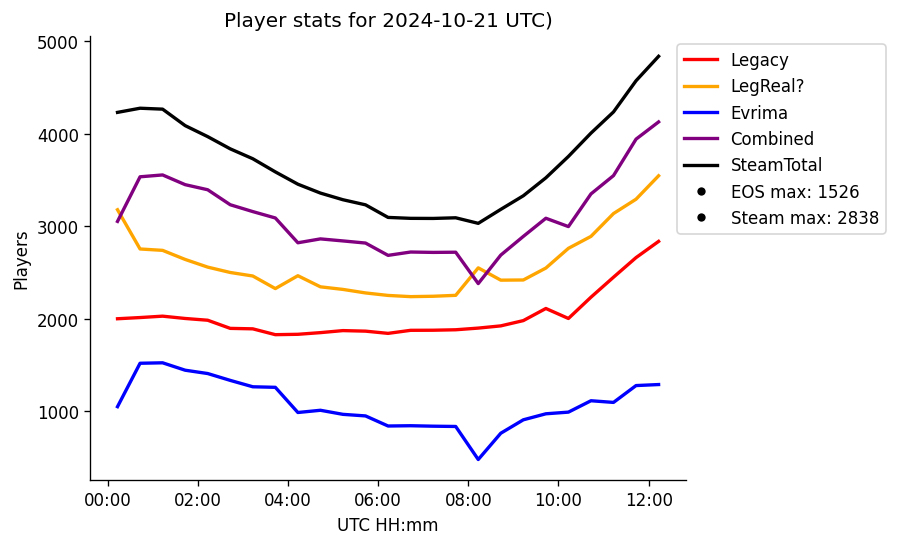 Player stats for 2024-10-21 UTC)
5000
4000
3000
2000
1000
Players
00:00 02:00 04:00 06:00 08:00 10:00 12:00
UTC HH:mm
Legacy
LegReal?
Evrima
Combined
SteamTotal
EOS max: 1526
Steam max: 2838